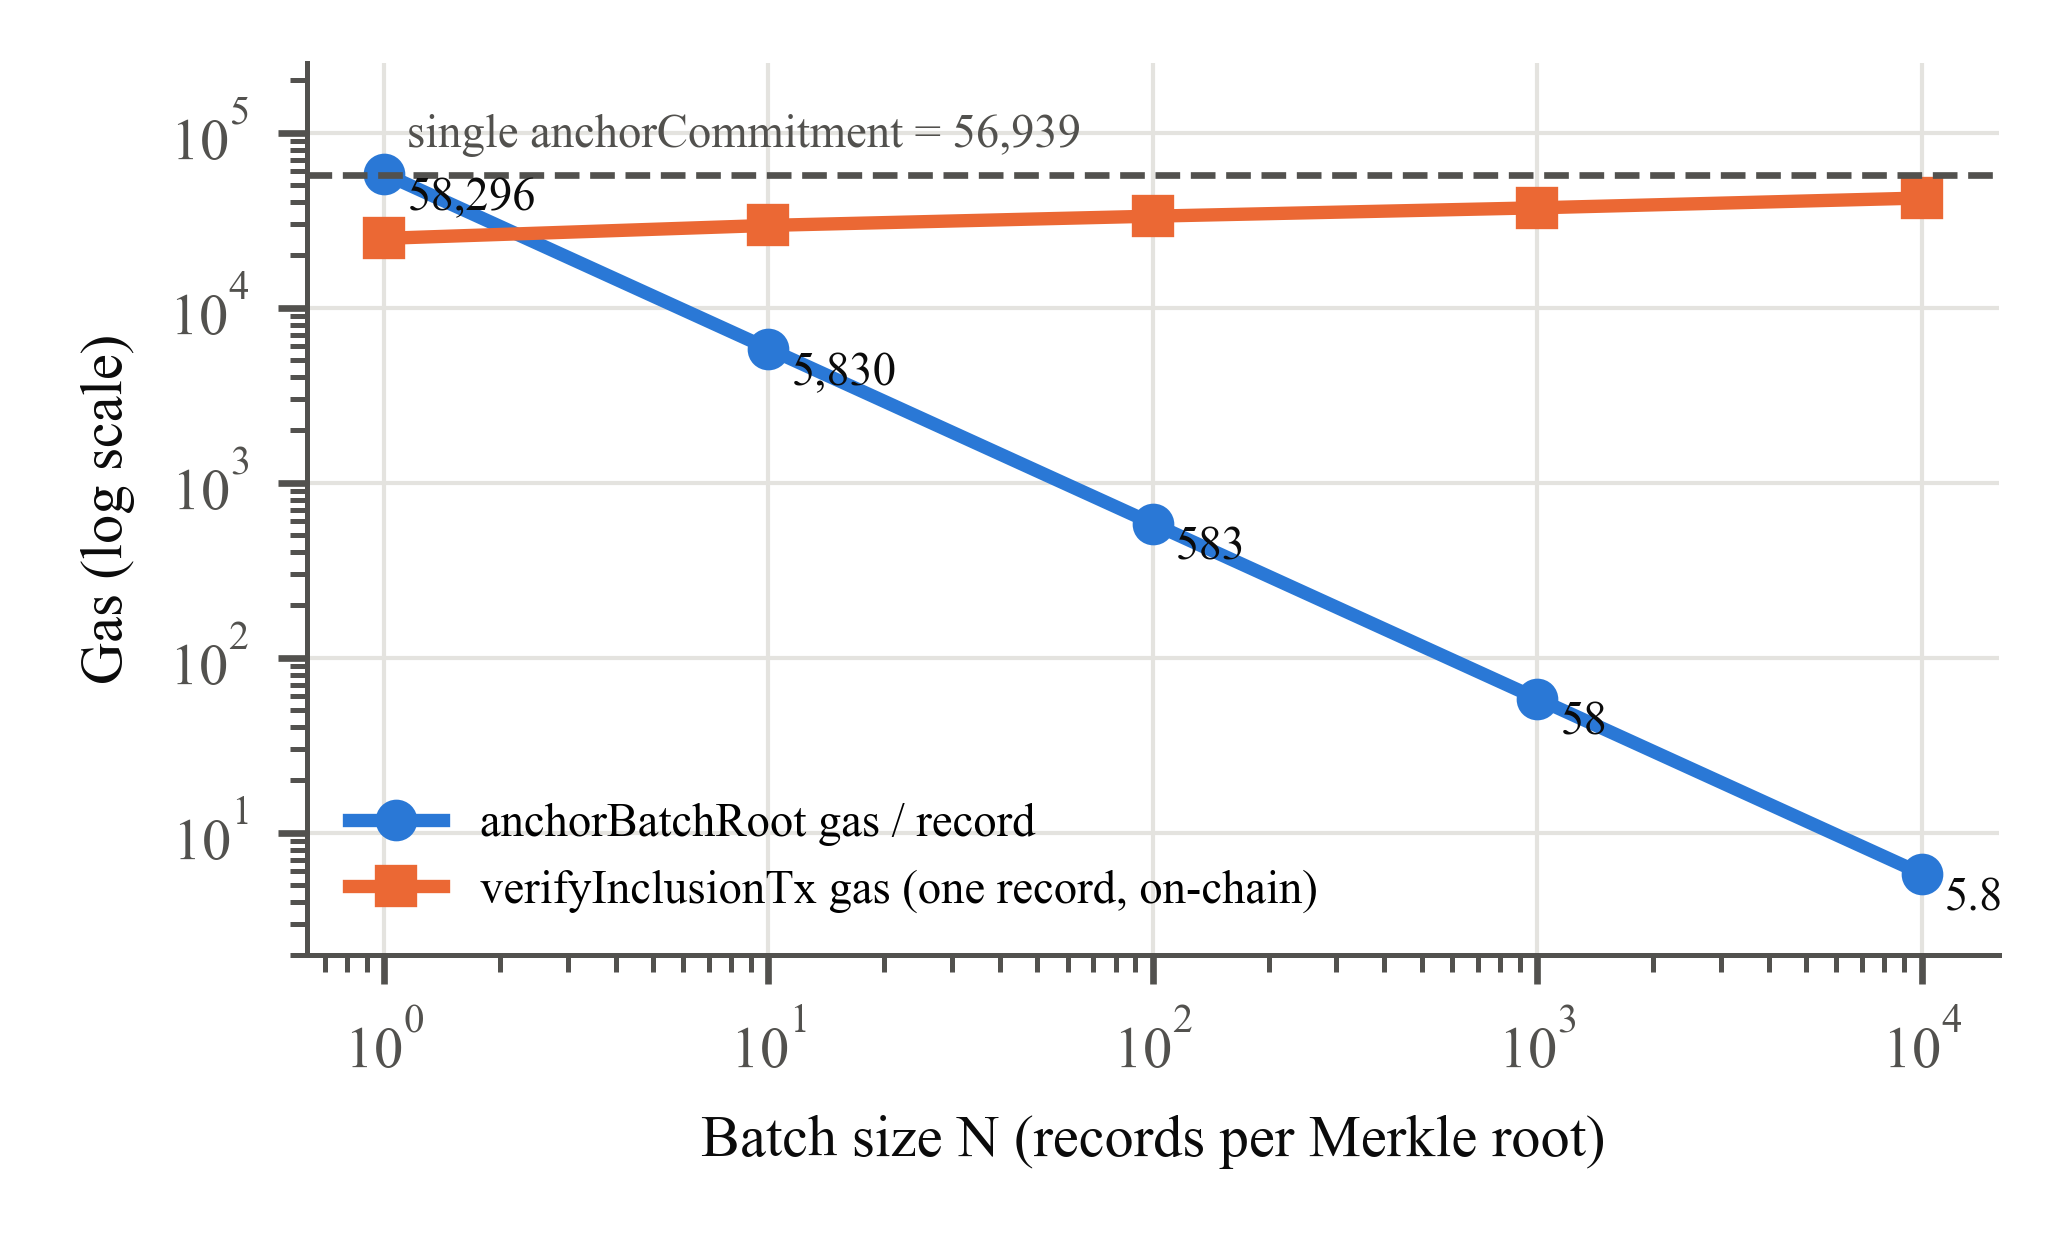 Gas (log scale)
10^5
10^4
10^3
10^2
10^1
single anchorCommitment = 56,939
58,296
5,830
583
58
5.8
anchorBatchRoot gas / record
verifyInclusionTx gas (one record, on-chain)
10^0 10^1 10^2 10^3 10^4
Batch size N (records per Merkle root)